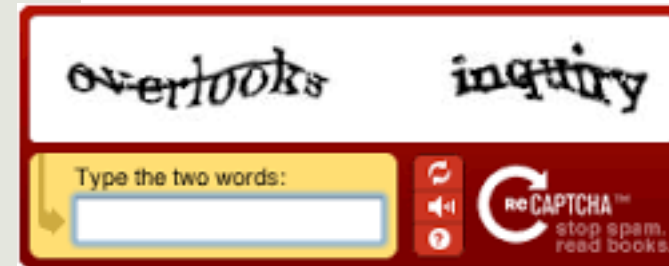 overlooks inquiry
Type the two words:
ReCAPTCHA™
stop spam.
read books.